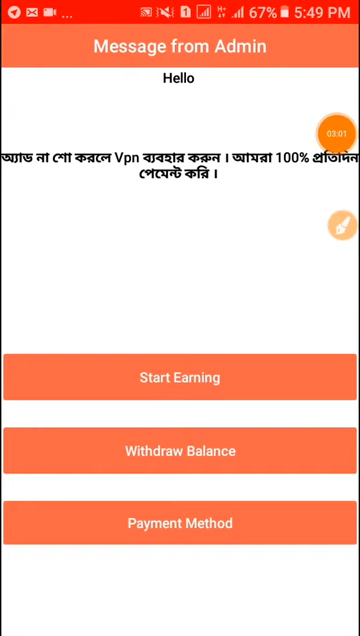 67% 5:49 PM
Message from Admin
Hello
03:01
অ্যাড না শো করলে Vpn ব্যবহার করুন । আমরা 100% প্রতিদিন
পেমেন্ট করি ।
Start Earning
Withdraw Balance
Payment Method